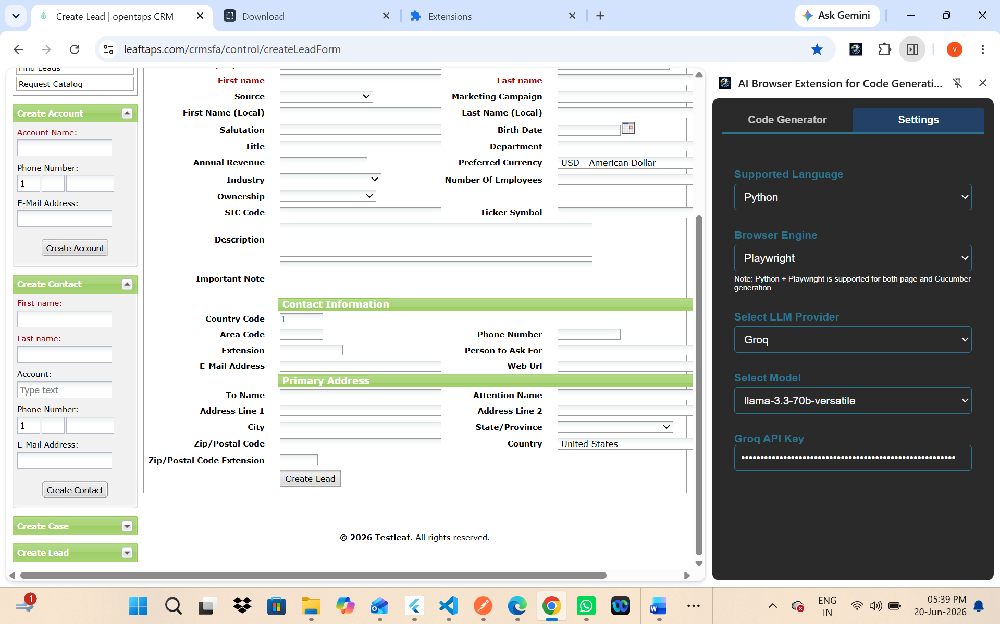 Create Lead | opentaps CRM
Download
Extensions
Ask Gemini
leaftaps.com/crmsfa/control/createLeadForm
V
Find Leads
Request Catalog
Create Account
Account Name:
Phone Number:
1
E-Mail Address:
Create Account
Create Contact
First name:
Last name:
Account:
Type text
Phone Number:
1
E-Mail Address:
Create Contact
Create Case
Create Lead
First name
Last name
Source
Marketing Campaign
First Name (Local)
Last Name (Local)
Salutation
Birth Date
Title
Department
Annual Revenue
Preferred Currency
USD - American Dollar
Industry
Number Of Employees
Ownership
SIC Code
Ticker Symbol
Description
Important Note
Contact Information
Country Code
1
Area Code
Phone Number
Extension
Person to Ask For
E-Mail Address
Web Url
Primary Address
To Name
Attention Name
Address Line 1
Address Line 2
City
State/Province
Zip/Postal Code
Country
United States
Zip/Postal Code Extension
Create Lead
© 2026 Testleaf. All rights reserved.
AI Browser Extension for Code Generati...
Code Generator
Settings
Supported Language
Python
Browser Engine
Playwright
Note: Python + Playwright is supported for both page and Cucumber
generation.
Select LLM Provider
Groq
Select Model
llama-3.3-70b-versatile
Groq API Key
1
ENG
IN
05:39 PM
20-Jun-2026